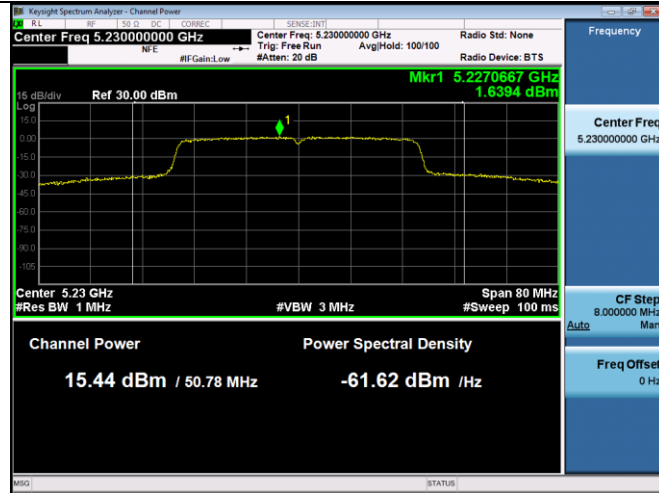 Keysight Spectrum Analyzer - Channel Power
LXI RL RF 50 Ω DC CORREC SENSE:INT
Center Freq 5.230000000 GHz
NFE
#IFGain:Low
Center Freq: 5.230000000 GHz
Trig: Free Run Avg|Hold: 100/100
#Atten: 20 dB
Radio Std: None
Radio Device: BTS
Mkr1 5.2270667 GHz
1.6394 dBm
15 dB/div Ref 30.00 dBm
Log
15.0
0.00
-15.0
-30.0
-45.0
-60.0
-75.0
-90.0
-105
1
Center 5.23 GHz Span 80 MHz
#Res BW 1 MHz #VBW 3 MHz #Sweep 100 ms
Channel Power Power Spectral Density
15.44 dBm / 50.78 MHz -61.62 dBm /Hz
Frequency
Center Freq
5.230000000 GHz
CF Step
8.000000 MHz
Auto Man
Freq Offset
0 Hz
MSG STATUS